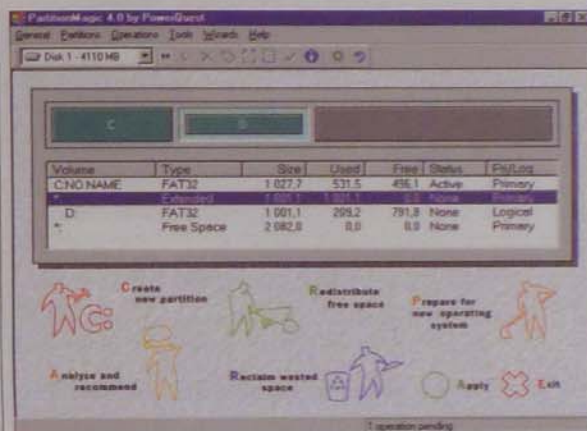 PartitionMagic 4.0 by PowerQuest
General Partitions Operations Tools Wizards Help
Disk 1 - 4110 MB
C D
Volume Type Size Used Free Status Pri/Log
C:NO NAME FAT32 1 027,7 531,5 496,1 Active Primary
*: Extended 1 001,1 1 001,1 0,0 None Primary
D: FAT32 1 001,1 209,2 791,8 None Logical
*: Free Space 2 082,0 0,0 0,0 None Primary
C:
Create
new partition
Redistribute
free space
Prepare for
new operating
system
Analyze and
recommend
Reclaim wasted
space
Apply
Exit
1 operation pending